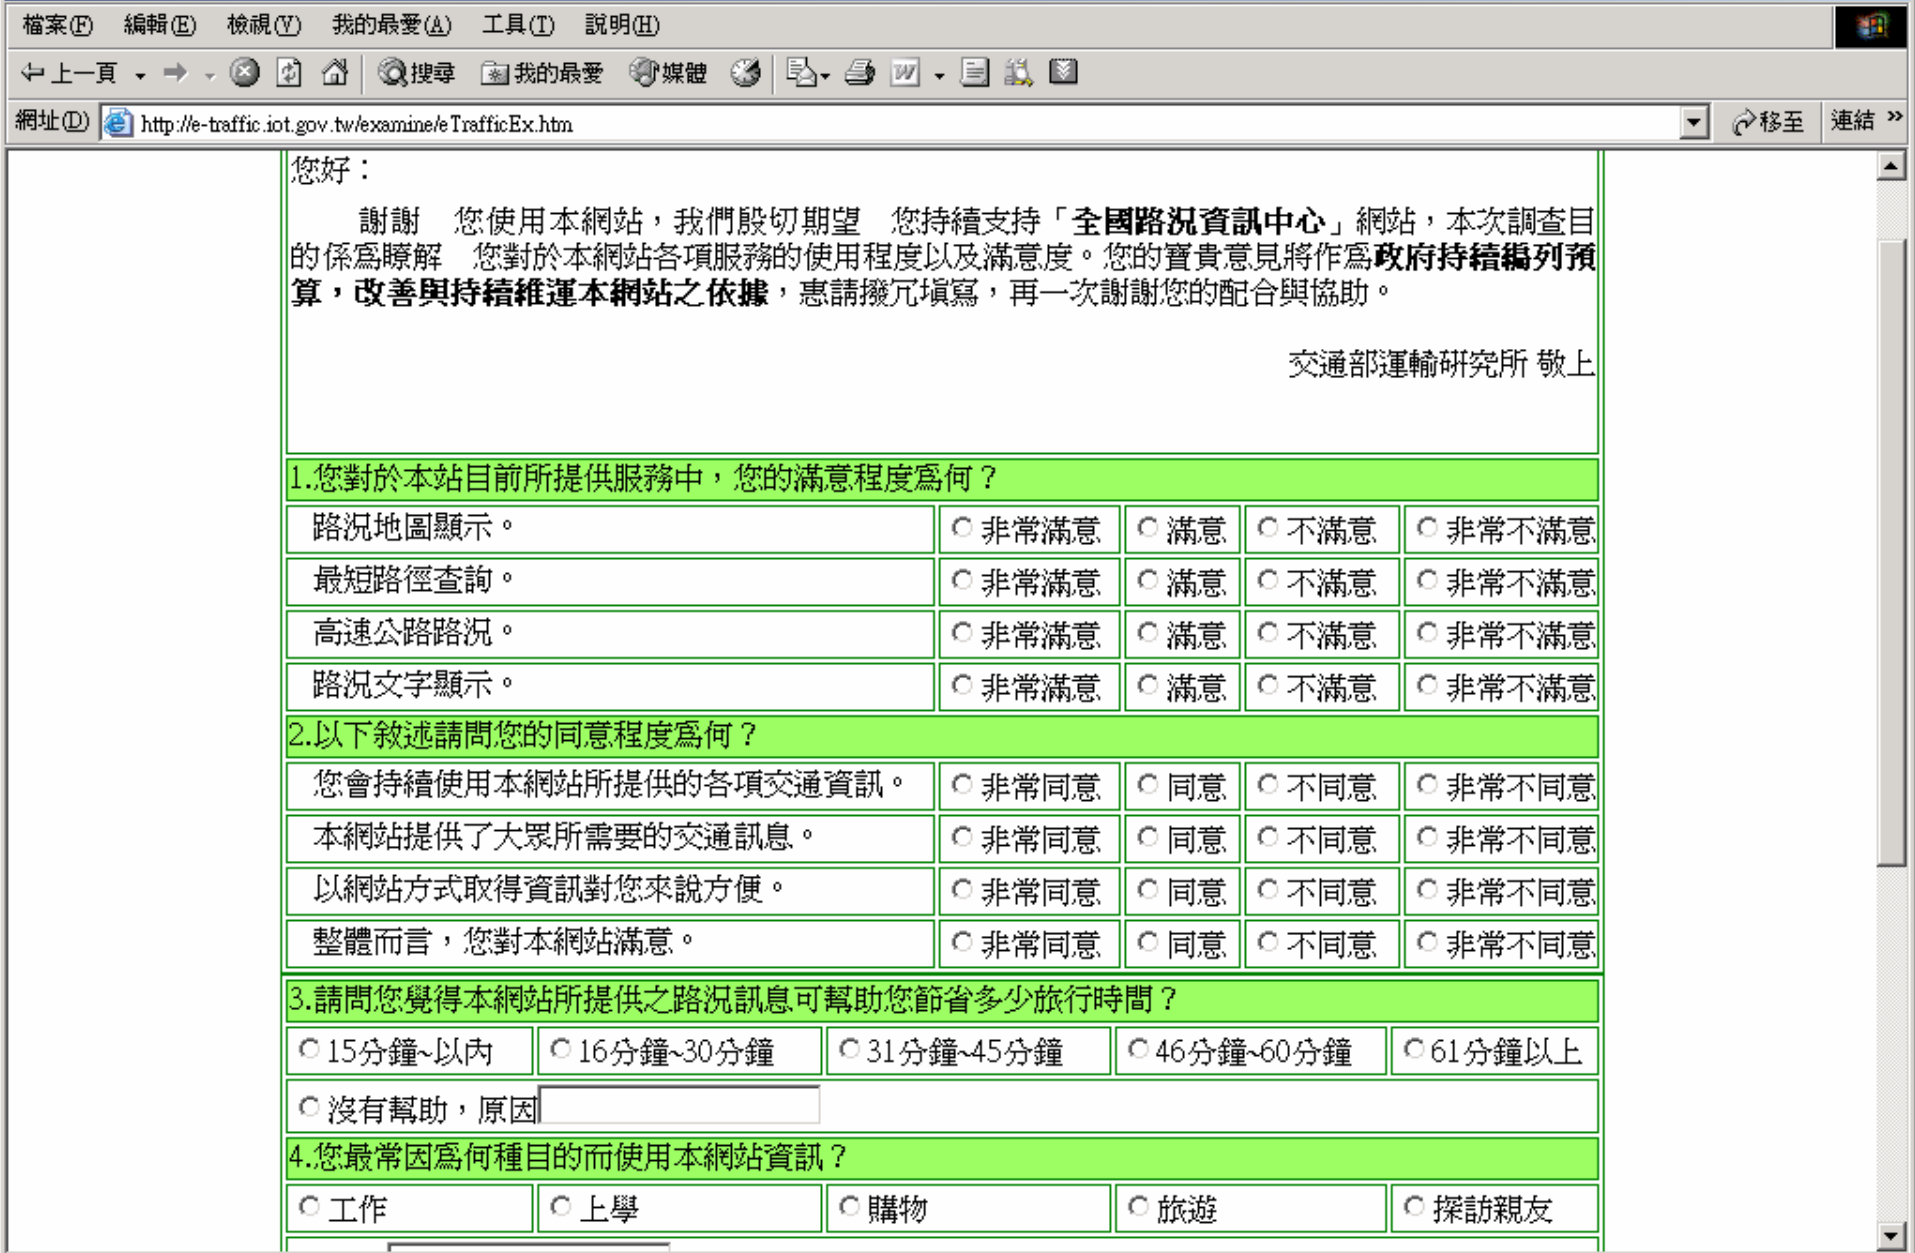 檔案(F) 編輯(E) 檢視(V) 我的最愛(A) 工具(T) 說明(H)
上一頁 搜尋 我的最愛 媒體
網址(D) http://e-traffic.iot.gov.tw/examine/eTrafficEx.htm 移至 連結 »
您好：
謝謝　您使用本網站，我們殷切期望　您持續支持「全國路況資訊中心」網站，本次調查目
的係為瞭解　您對於本網站各項服務的使用程度以及滿意度。您的寶貴意見將作為政府持續編列預
算，改善與持續維運本網站之依據，惠請撥冗填寫，再一次謝謝您的配合與協助。
交通部運輸研究所 敬上
1.您對於本站目前所提供服務中，您的滿意程度為何？
路況地圖顯示。 非常滿意 滿意 不滿意 非常不滿意
最短路徑查詢。 非常滿意 滿意 不滿意 非常不滿意
高速公路路況。 非常滿意 滿意 不滿意 非常不滿意
路況文字顯示。 非常滿意 滿意 不滿意 非常不滿意
2.以下敘述請問您的同意程度為何？
您會持續使用本網站所提供的各項交通資訊。 非常同意 同意 不同意 非常不同意
本網站提供了大眾所需要的交通訊息。 非常同意 同意 不同意 非常不同意
以網站方式取得資訊對您來說方便。 非常同意 同意 不同意 非常不同意
整體而言，您對本網站滿意。 非常同意 同意 不同意 非常不同意
3.請問您覺得本網站所提供之路況訊息可幫助您節省多少旅行時間？
15分鐘~以內 16分鐘~30分鐘 31分鐘~45分鐘 46分鐘~60分鐘 61分鐘以上
沒有幫助，原因
4.您最常因為何種目的而使用本網站資訊？
工作 上學 購物 旅遊 探訪親友